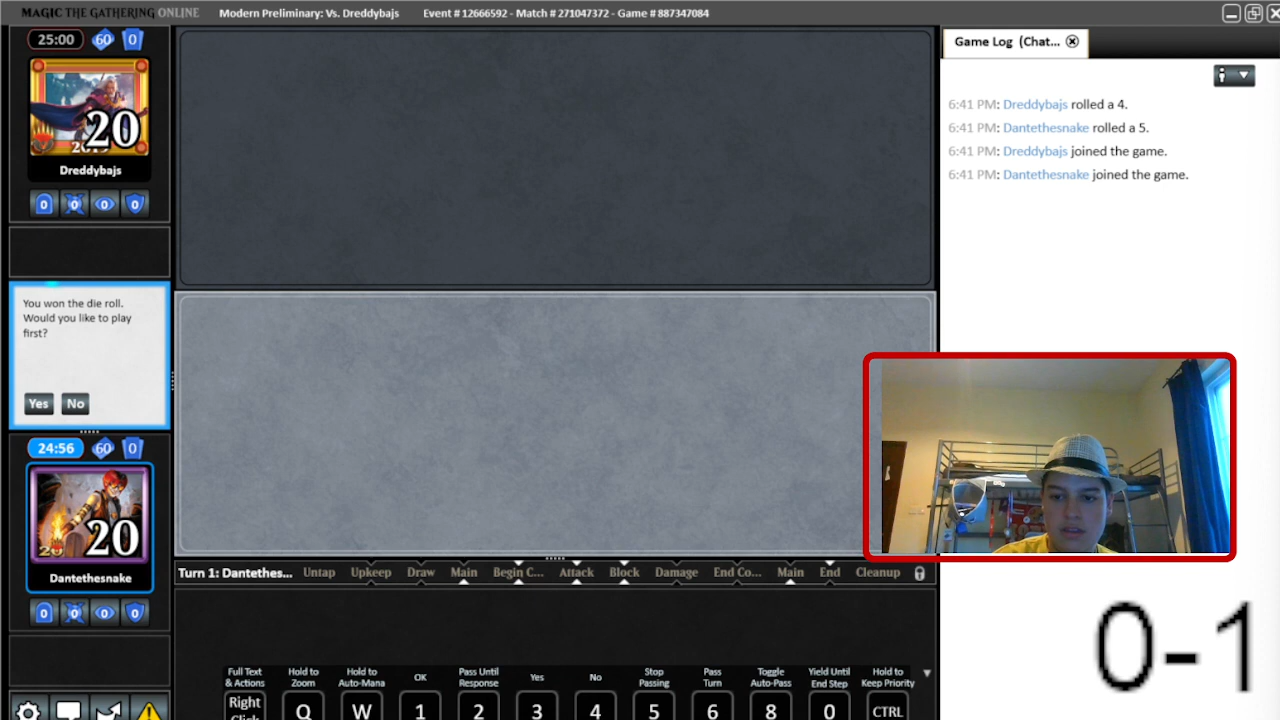 MAGIC THE GATHERING ONLINE
Modern Preliminary: Vs. Dreddybajs
Event # 12666592 - Match # 271047372 - Game # 887347084
25:00 60 0
20
Dreddybajs
0 0 0 0
You won the die roll.
Would you like to play
first?
Yes No
24:56 60 0
20
Dantethesnake
0 0 0 0
Game Log (Chat...
6:41 PM: Dreddybajs rolled a 4.
6:41 PM: Dantethesnake rolled a 5.
6:41 PM: Dreddybajs joined the game.
6:41 PM: Dantethesnake joined the game.
Turn 1: Dantethes... Untap Upkeep Draw Main Begin C... Attack Block Damage End Co... Main End Cleanup
Full Text & Actions
Right Click
Hold to Zoom
Q
Hold to Auto-Mana
W
OK
1
Pass Until Response
2
Yes
3
No
4
Stop Passing
5
Pass Turn
6
Toggle Auto-Pass
8
Yield Until End Step
0
Hold to Keep Priority
CTRL
0-1